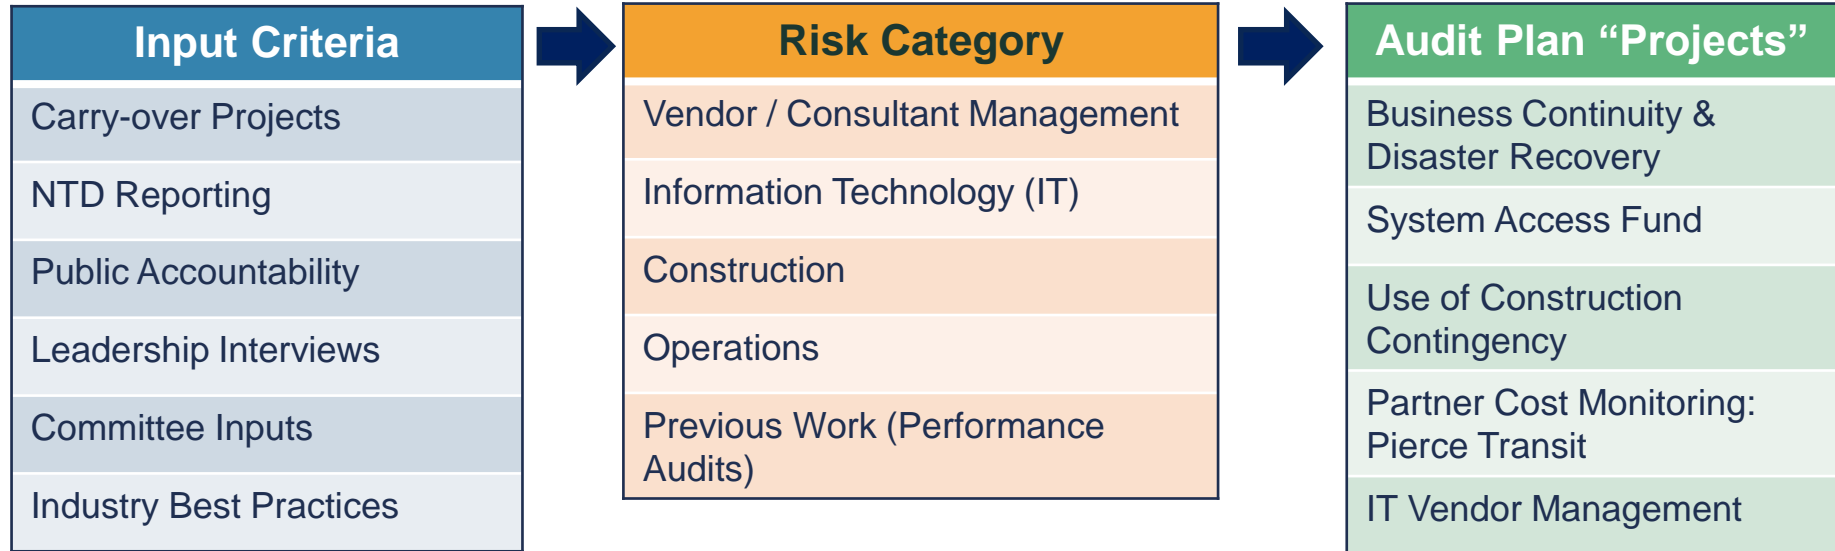 Input Criteria
Carry-over Projects
NTD Reporting
Public Accountability
Leadership Interviews
Committee Inputs
Industry Best Practices
Risk Category
Vendor / Consultant Management
Information Technology (IT)
Construction
Operations
Previous Work (Performance
Audits)
Audit Plan “Projects”
Business Continuity &
Disaster Recovery
System Access Fund
Use of Construction
Contingency
Partner Cost Monitoring:
Pierce Transit
IT Vendor Management